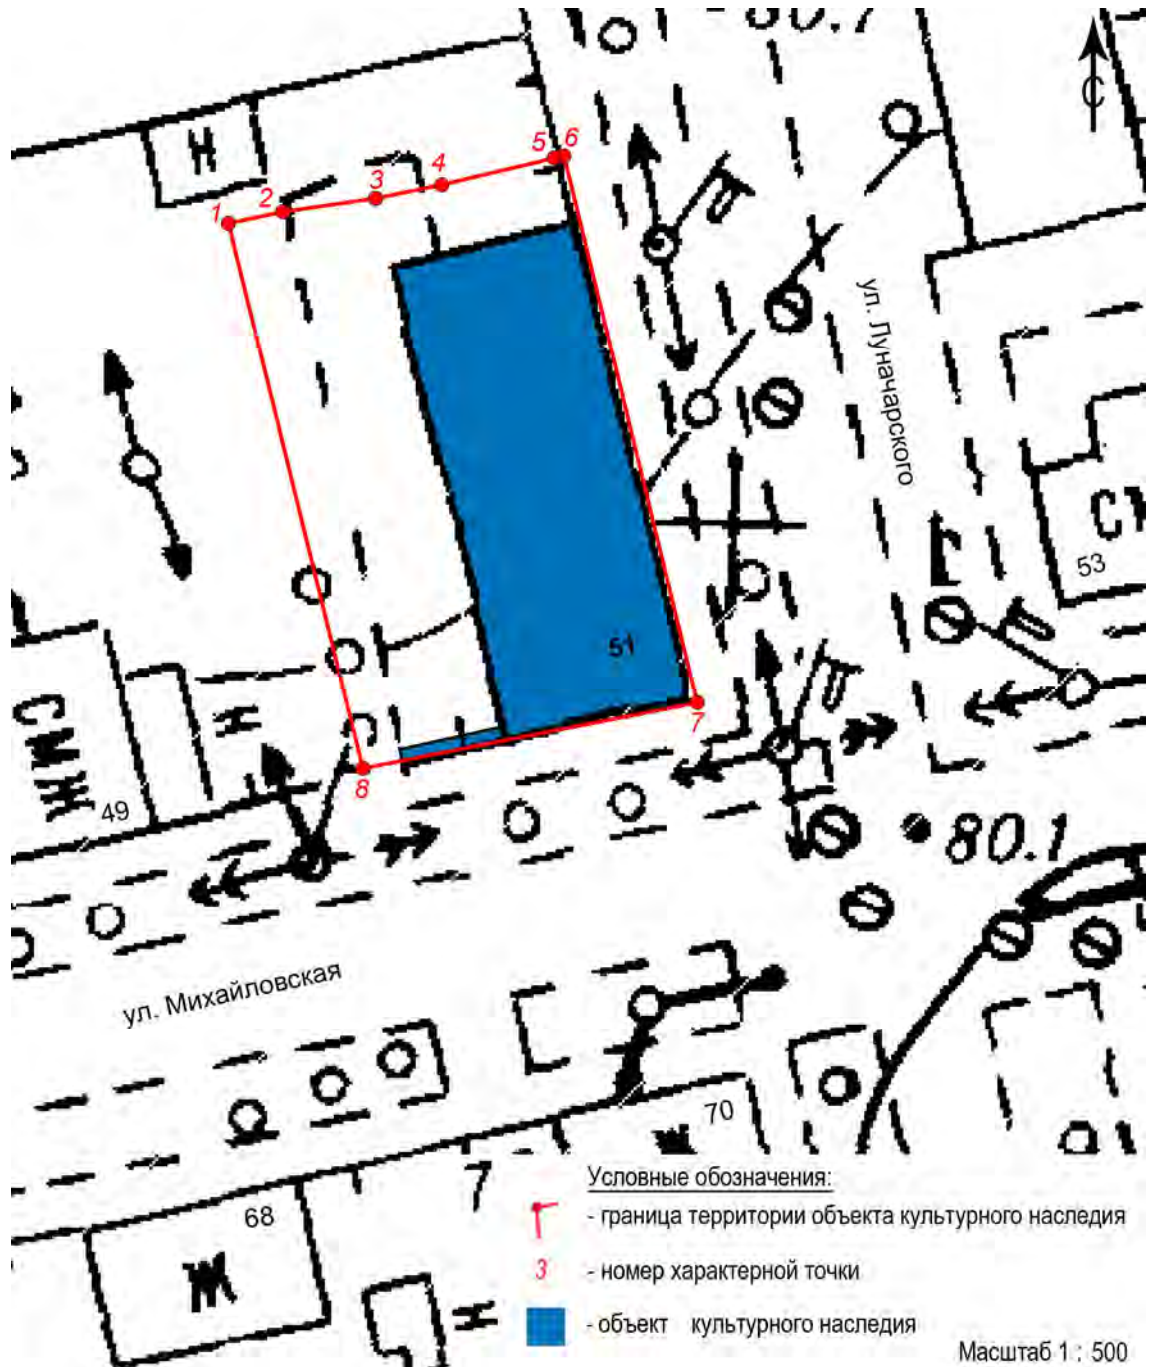 80.7
С
Н
1
2
3
4
5
6
ул. Луначарского
СМ
53
51
7
8
Н
СМЖ
49
80.1
ул. Михайловская
70
Ж
7
68
Ж
Н
Условные обозначения:
- граница территории объекта культурного наследия
3 - номер характерной точки
- объект культурного наследия
Масштаб 1 : 500